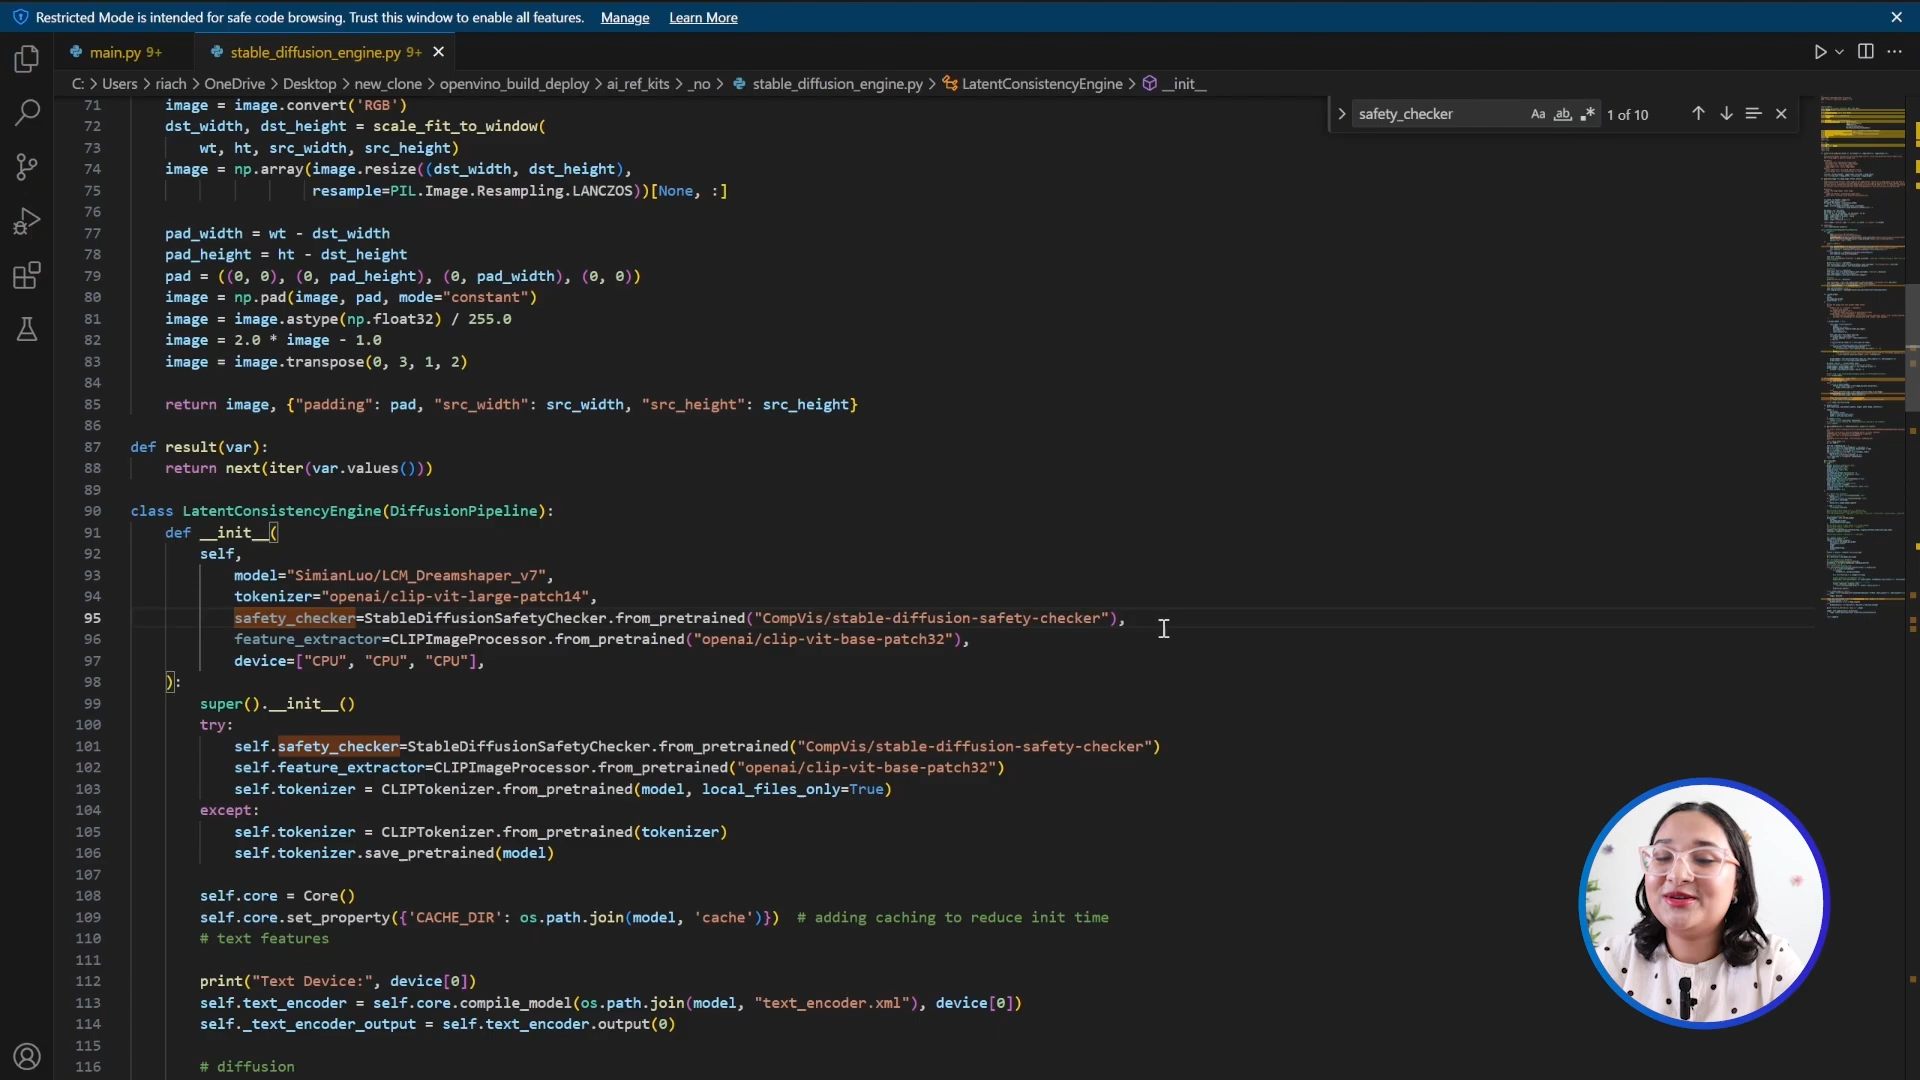 Restricted Mode is intended for safe code browsing. Trust this window to enable all features. Manage Learn More
main.py 9+ stable_diffusion_engine.py 9+
C: > Users > riach > OneDrive > Desktop > new_clone > openvino_build_deploy > ai_ref_kits > _no > stable_diffusion_engine.py > LatentConsistencyEngine > __init__
safety_checker Aa ab 1 of 10
71 image = image.convert('RGB')
72 dst_width, dst_height = scale_fit_to_window(
73 wt, ht, src_width, src_height)
74 image = np.array(image.resize((dst_width, dst_height),
75 resample=PIL.Image.Resampling.LANCZOS))[None, :]
76
77 pad_width = wt - dst_width
78 pad_height = ht - dst_height
79 pad = ((0, 0), (0, pad_height), (0, pad_width), (0, 0))
80 image = np.pad(image, pad, mode="constant")
81 image = image.astype(np.float32) / 255.0
82 image = 2.0 * image - 1.0
83 image = image.transpose(0, 3, 1, 2)
84
85 return image, {"padding": pad, "src_width": src_width, "src_height": src_height}
86
87 def result(var):
88 return next(iter(var.values()))
89
90 class LatentConsistencyEngine(DiffusionPipeline):
91 def __init__(
92 self,
93 model="SimianLuo/LCM_Dreamshaper_v7",
94 tokenizer="openai/clip-vit-large-patch14",
95 safety_checker=StableDiffusionSafetyChecker.from_pretrained("CompVis/stable-diffusion-safety-checker"),
96 feature_extractor=CLIPImageProcessor.from_pretrained("openai/clip-vit-base-patch32"),
97 device=["CPU", "CPU", "CPU"],
98 ):
99 super().__init__()
100 try:
101 self.safety_checker=StableDiffusionSafetyChecker.from_pretrained("CompVis/stable-diffusion-safety-checker")
102 self.feature_extractor=CLIPImageProcessor.from_pretrained("openai/clip-vit-base-patch32")
103 self.tokenizer = CLIPTokenizer.from_pretrained(model, local_files_only=True)
104 except:
105 self.tokenizer = CLIPTokenizer.from_pretrained(tokenizer)
106 self.tokenizer.save_pretrained(model)
107
108 self.core = Core()
109 self.core.set_property({'CACHE_DIR': os.path.join(model, 'cache')}) # adding caching to reduce init time
110 # text features
111
112 print("Text Device:", device[0])
113 self.text_encoder = self.core.compile_model(os.path.join(model, "text_encoder.xml"), device[0])
114 self._text_encoder_output = self.text_encoder.output(0)
115
116 # diffusion